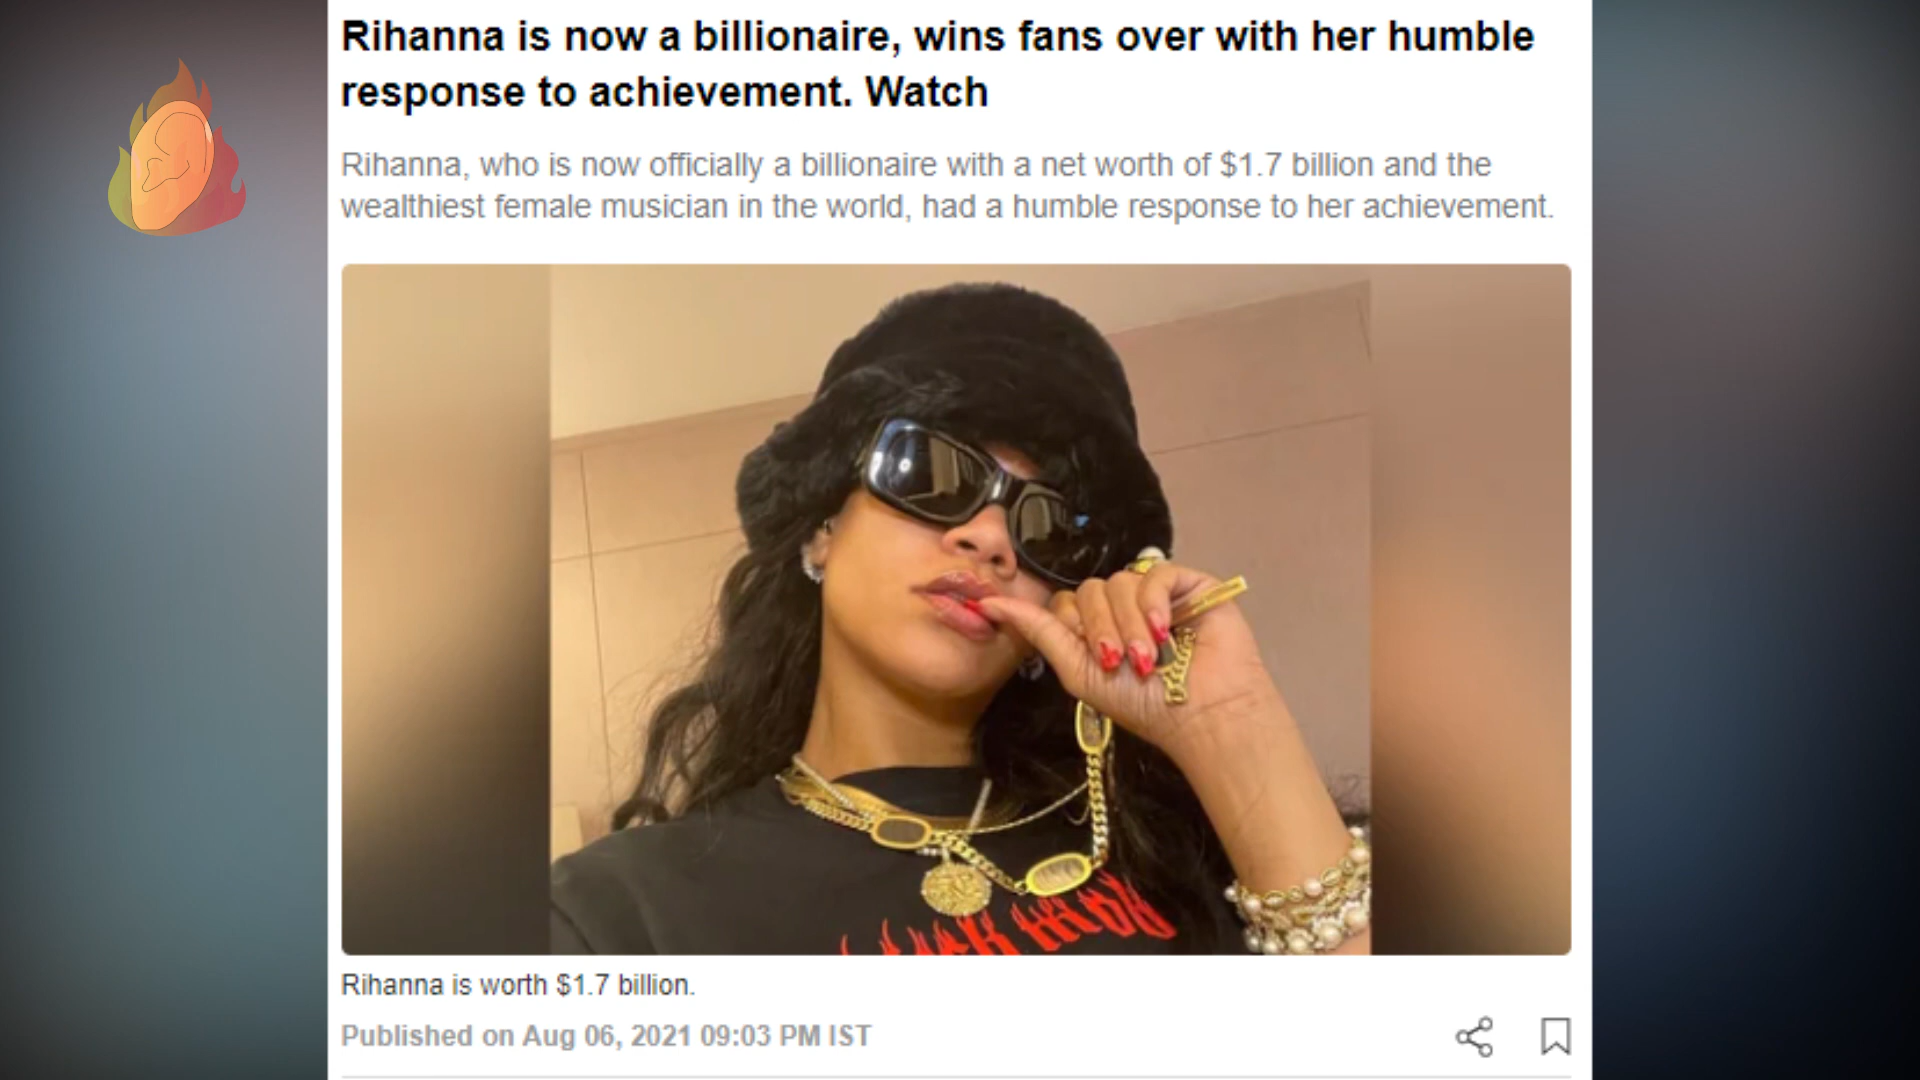 Rihanna is now a billionaire, wins fans over with her humble
response to achievement. Watch
Rihanna, who is now officially a billionaire with a net worth of $1.7 billion and the
wealthiest female musician in the world, had a humble response to her achievement.
Rihanna is worth $1.7 billion.
Published on Aug 06, 2021 09:03 PM IST